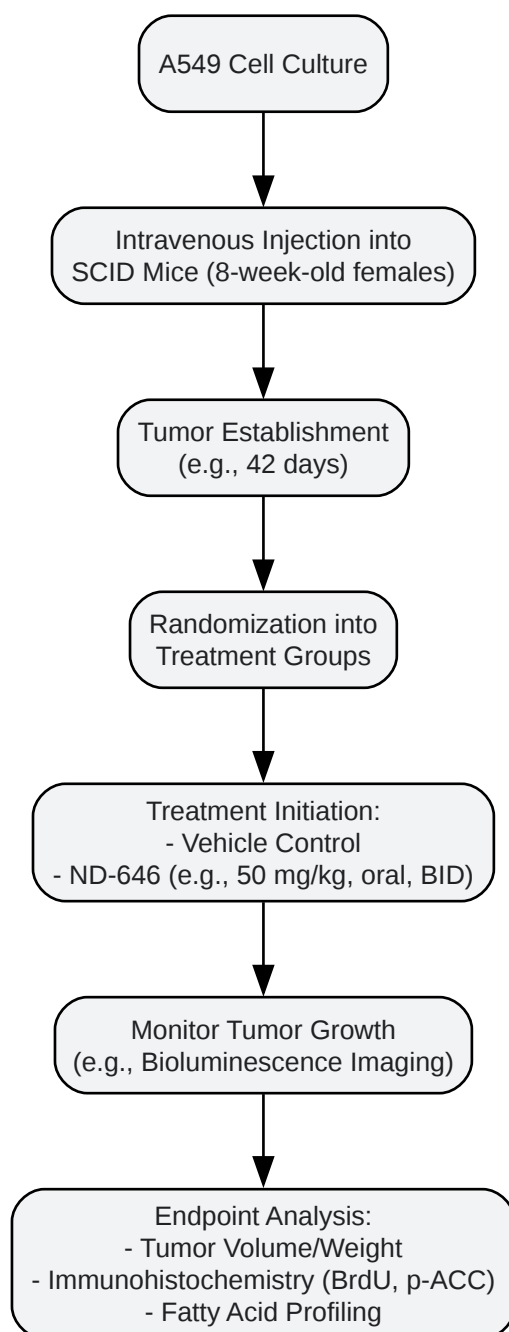 A549 Cell Culture
Intravenous Injection into
SCID Mice (8-week-old females)
Tumor Establishment
(e.g., 42 days)
Randomization into
Treatment Groups
Treatment Initiation:
- Vehicle Control
- ND-646 (e.g., 50 mg/kg, oral, BID)
Monitor Tumor Growth
(e.g., Bioluminescence Imaging)
Endpoint Analysis:
- Tumor Volume/Weight
- Immunohistochemistry (BrdU, p-ACC)
- Fatty Acid Profiling